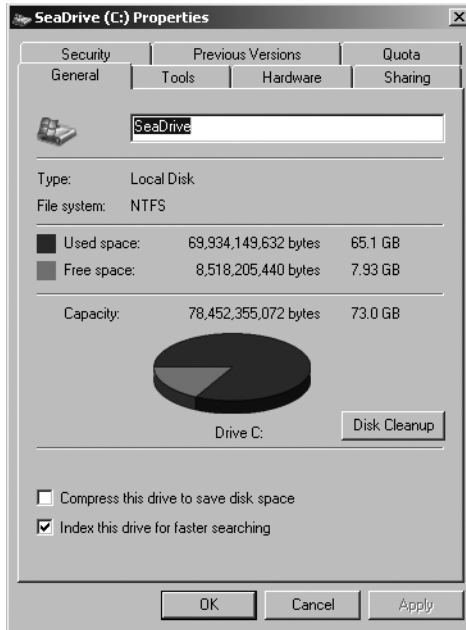 SeaDrive (C:) Properties
Security Previous Versions Quota
General Tools Hardware Sharing
SeaDrive
Type: Local Disk
File system: NTFS
Used space: 69,934,149,632 bytes 65.1 GB
Free space: 8,518,205,440 bytes 7.93 GB
Capacity: 78,452,355,072 bytes 73.0 GB
Drive C:
Disk Cleanup
Compress this drive to save disk space
Index this drive for faster searching
OK Cancel Apply